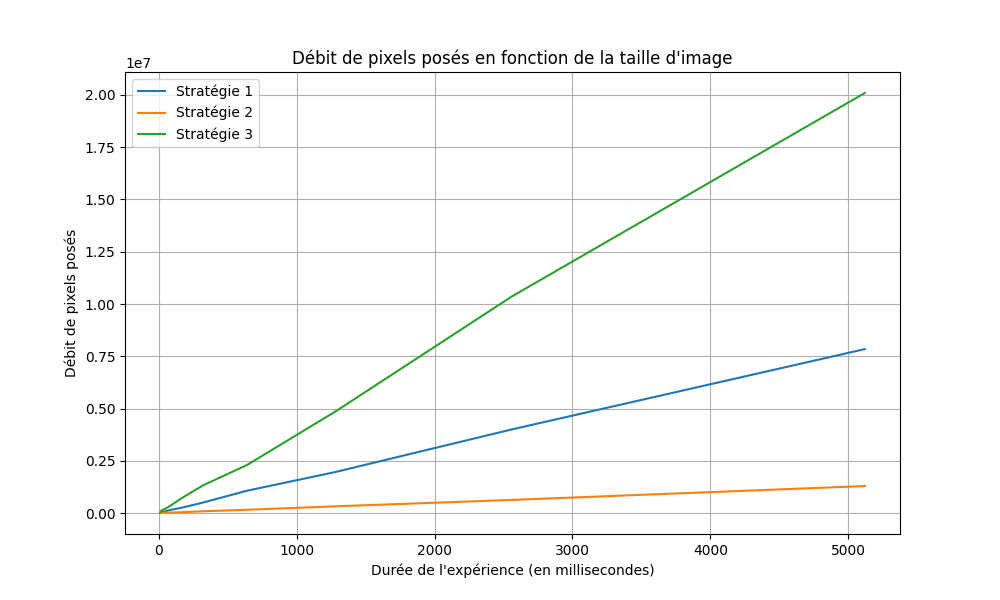 Débit de pixels posés en fonction de la taille d'image
1e7
Stratégie 1
Stratégie 2
Stratégie 3
2.00
1.75
1.50
1.25
1.00
0.75
0.50
0.25
0.00
Débit de pixels posés
0 1000 2000 3000 4000 5000
Durée de l'expérience (en millisecondes)